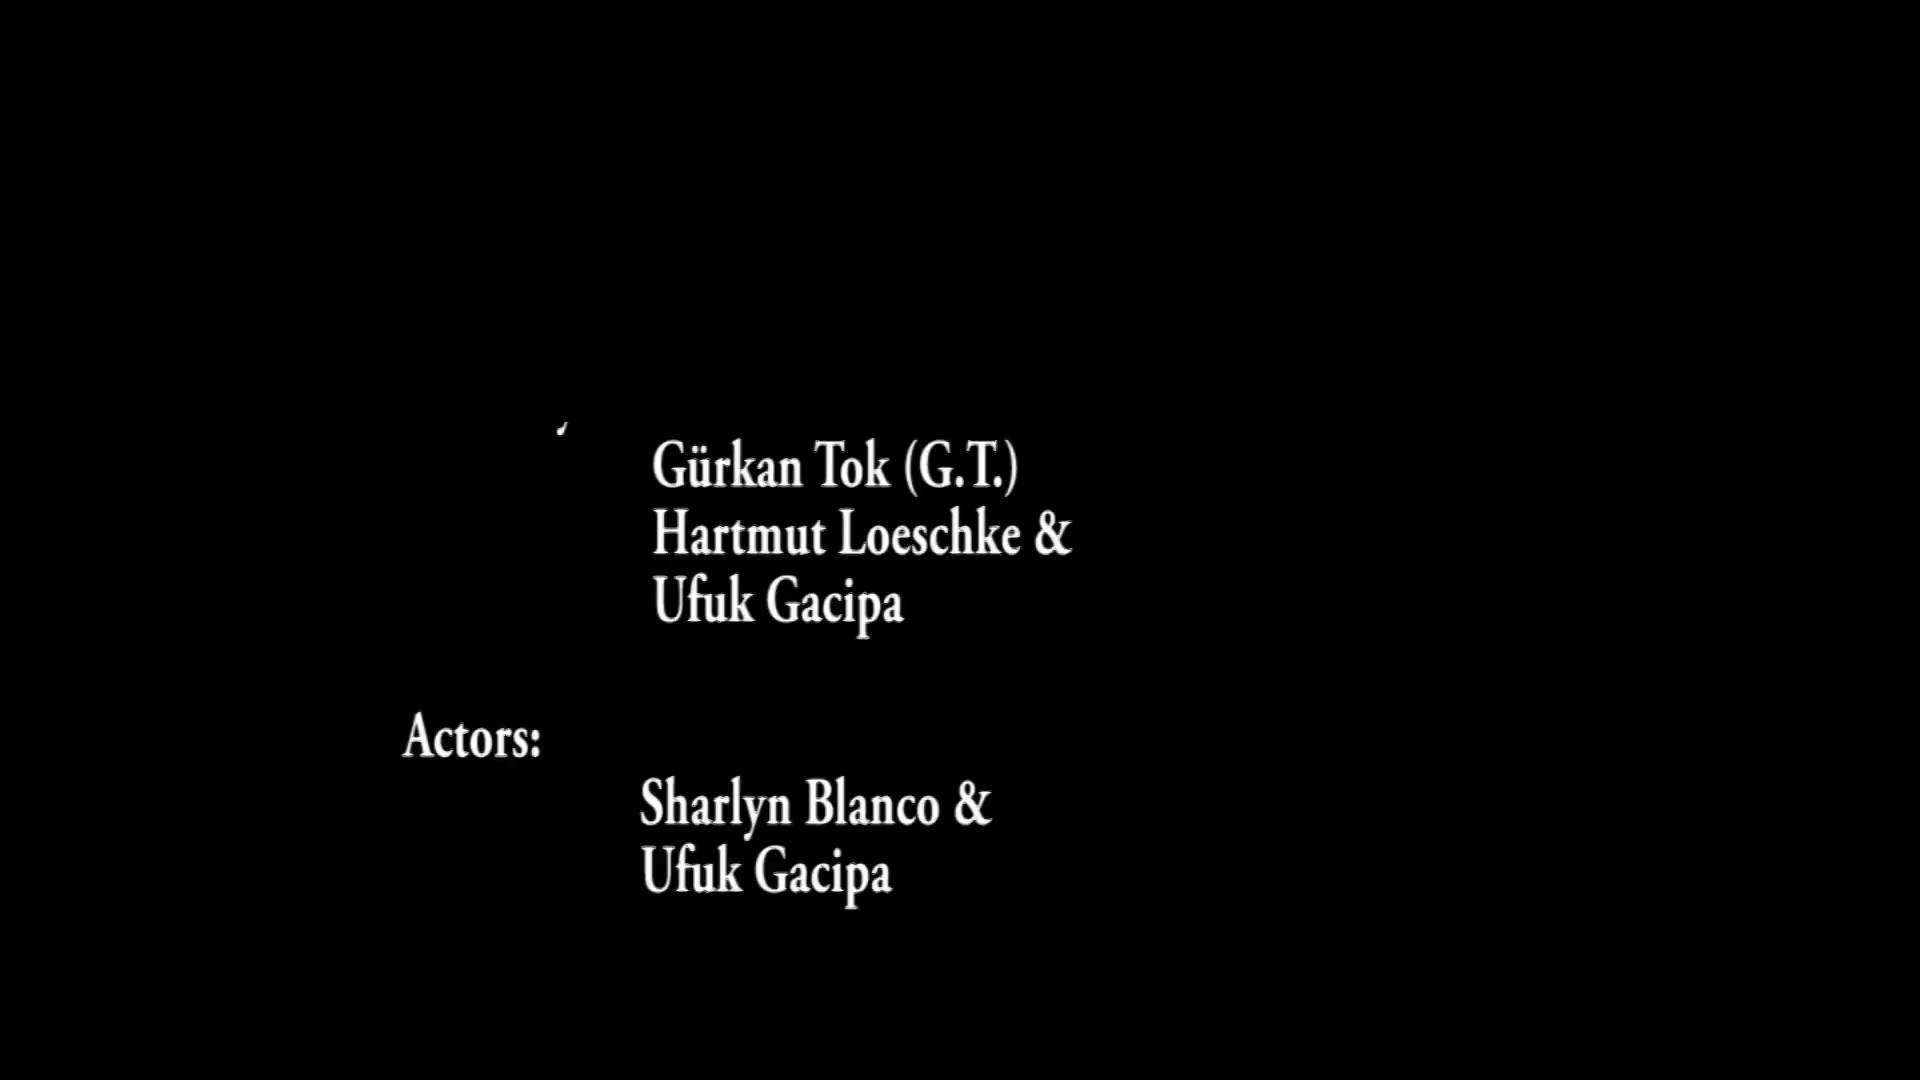 Gürkan Tok (G.T.)
Hartmut Loeschke &
Ufuk Gacipa
Actors:
Sharlyn Blanco &
Ufuk Gacipa